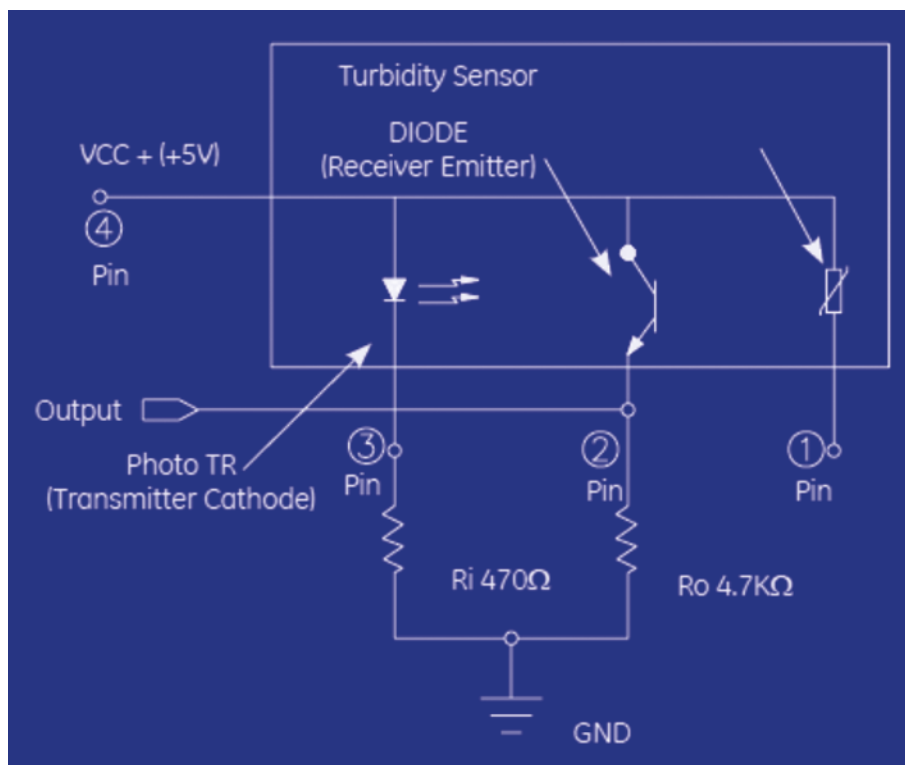 Turbidity Sensor
DIODE
(Receiver Emitter)
VCC + (+5V)
4
Pin
Output
Photo TR
(Transmitter Cathode)
3
Pin
2
Pin
1
Pin
Ri 470Ω
Ro 4.7KΩ
GND